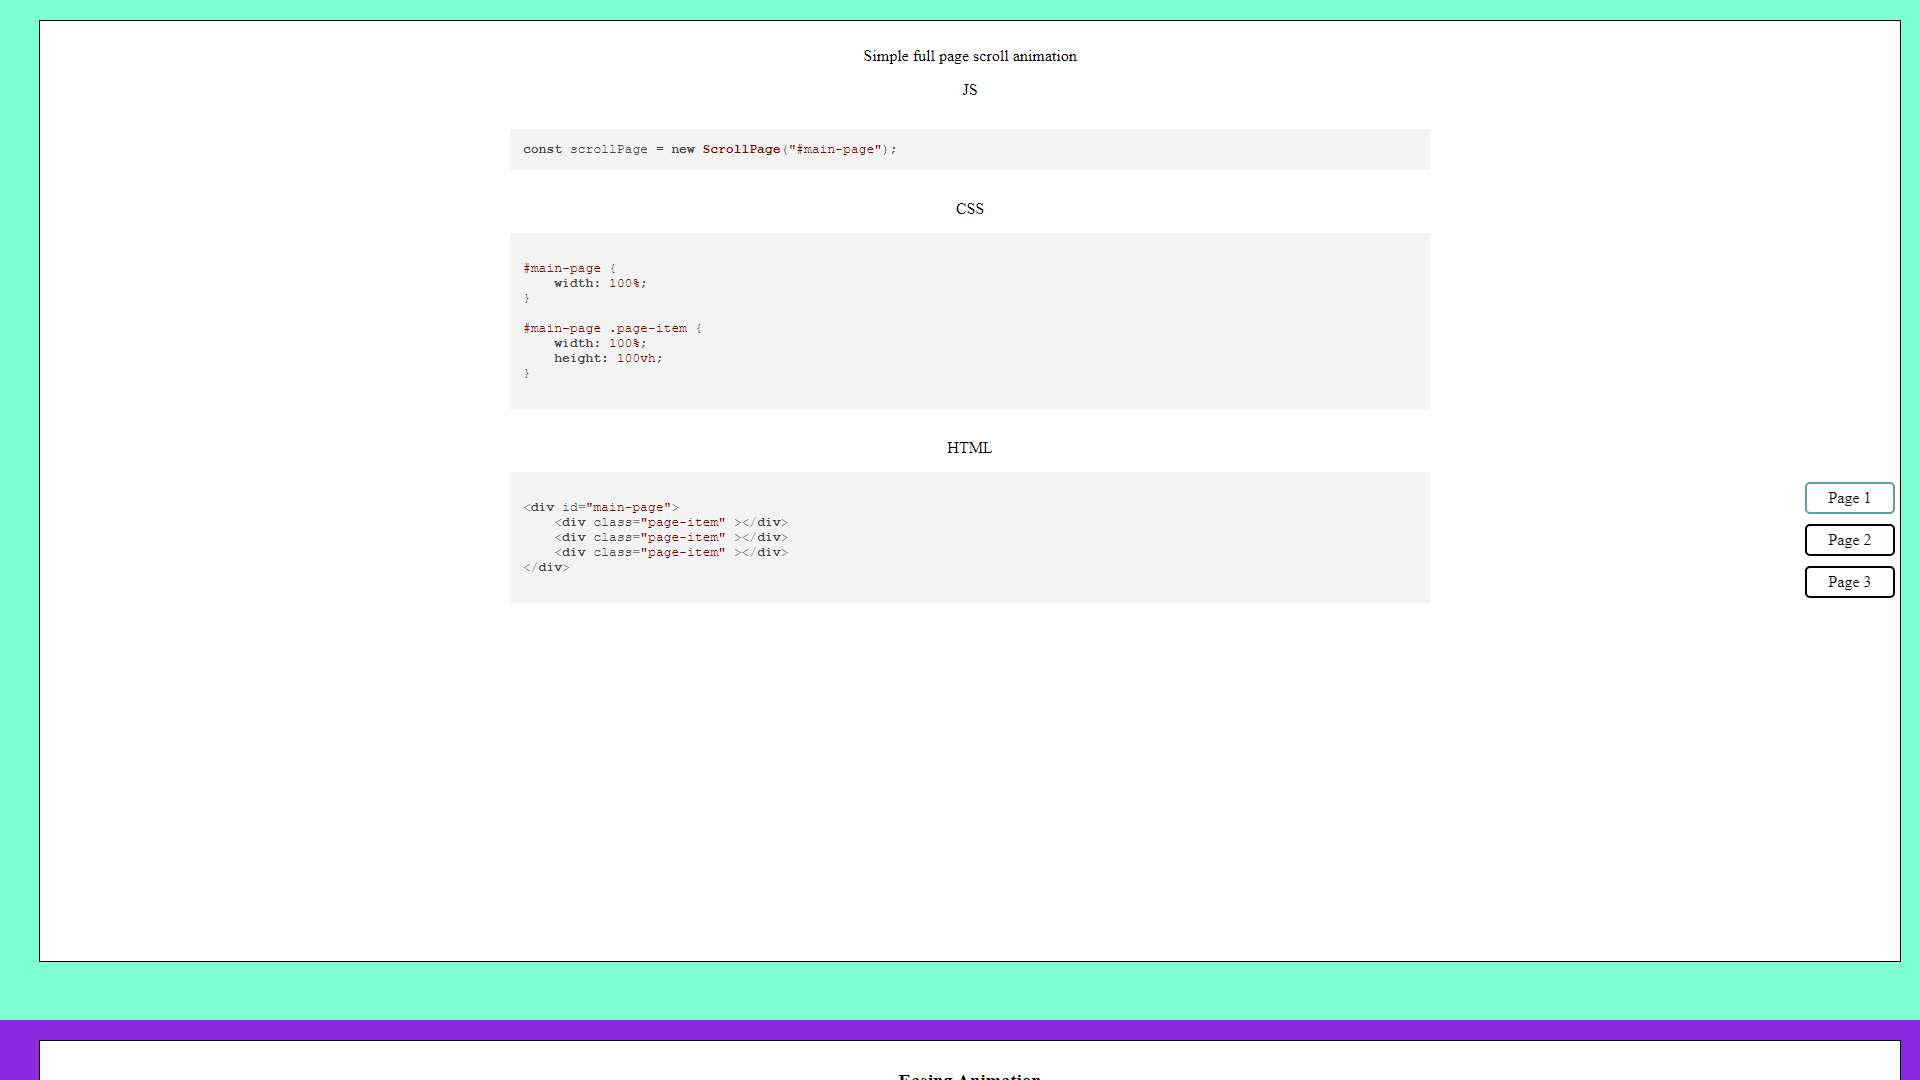 Simple full page scroll animation
JS
const scrollPage = new ScrollPage("#main-page");
CSS
#main-page {
    width: 100%;
}
#main-page .page-item {
    width: 100%;
    height: 100vh;
}
HTML
<div id="main-page">
    <div class="page-item" ></div>
    <div class="page-item" ></div>
    <div class="page-item" ></div>
</div>
Page 1
Page 2
Page 3
Easing Animation